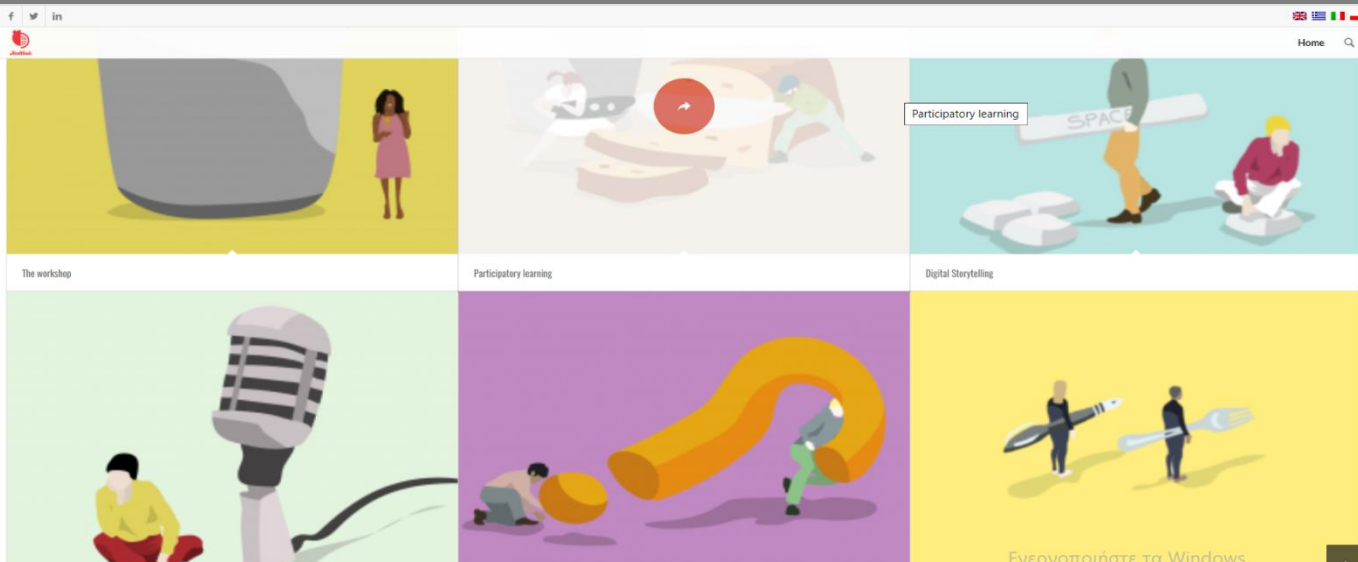 Home
Participatory learning
SPACE
The workshop
Participatory learning
Digital Storytelling
Ενεργοποιήστε τα Windows